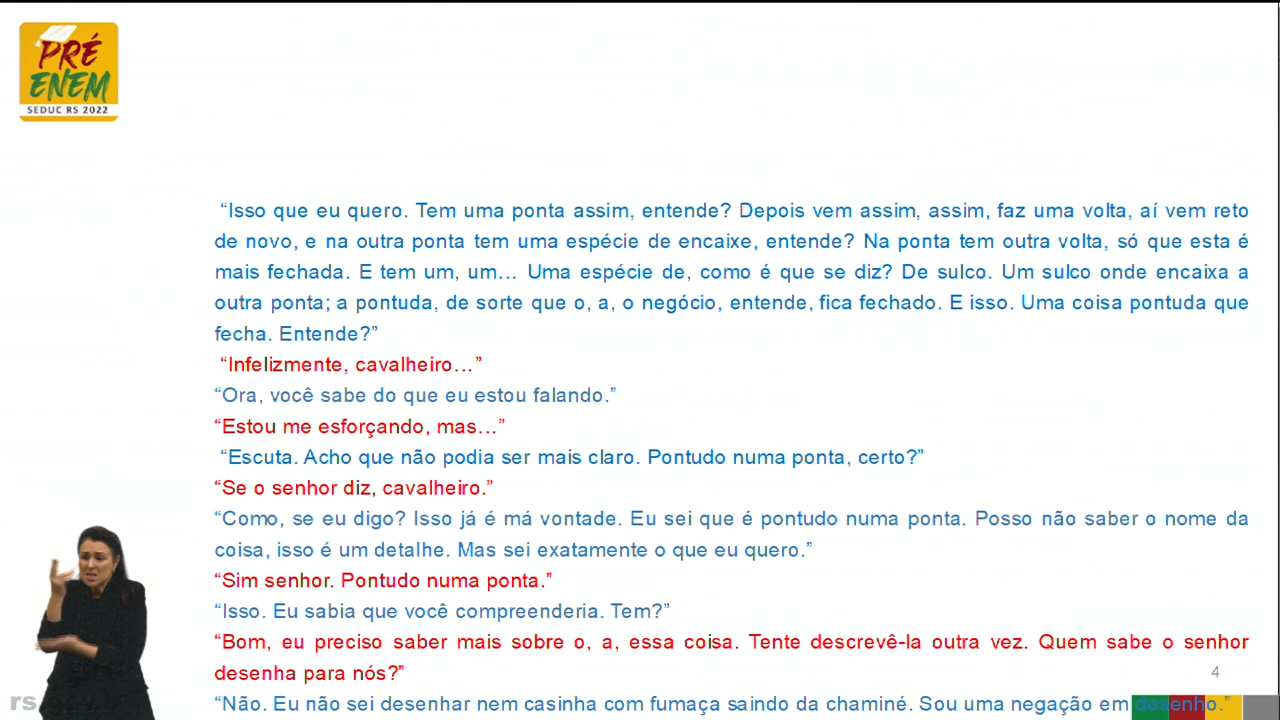 PRÉ
ENEM
SEDUC RS 2022
“Isso que eu quero. Tem uma ponta assim, entende? Depois vem assim, assim, faz uma volta, aí vem reto
de novo, e na outra ponta tem uma espécie de encaixe, entende? Na ponta tem outra volta, só que esta é
mais fechada. E tem um, um... Uma espécie de, como é que se diz? De sulco. Um sulco onde encaixa a
outra ponta; a pontuda, de sorte que o, a, o negócio, entende, fica fechado. E isso. Uma coisa pontuda que
fecha. Entende?”
“Infelizmente, cavalheiro...”
“Ora, você sabe do que eu estou falando.”
“Estou me esforçando, mas...”
“Escuta. Acho que não podia ser mais claro. Pontudo numa ponta, certo?”
“Se o senhor diz, cavalheiro.”
“Como, se eu digo? Isso já é má vontade. Eu sei que é pontudo numa ponta. Posso não saber o nome da
coisa, isso é um detalhe. Mas sei exatamente o que eu quero.”
“Sim senhor. Pontudo numa ponta.”
“Isso. Eu sabia que você compreenderia. Tem?”
“Bom, eu preciso saber mais sobre o, a, essa coisa. Tente descrevê-la outra vez. Quem sabe o senhor
desenha para nós?”
4
“Não. Eu não sei desenhar nem casinha com fumaça saindo da chaminé. Sou uma negação em desenho.”